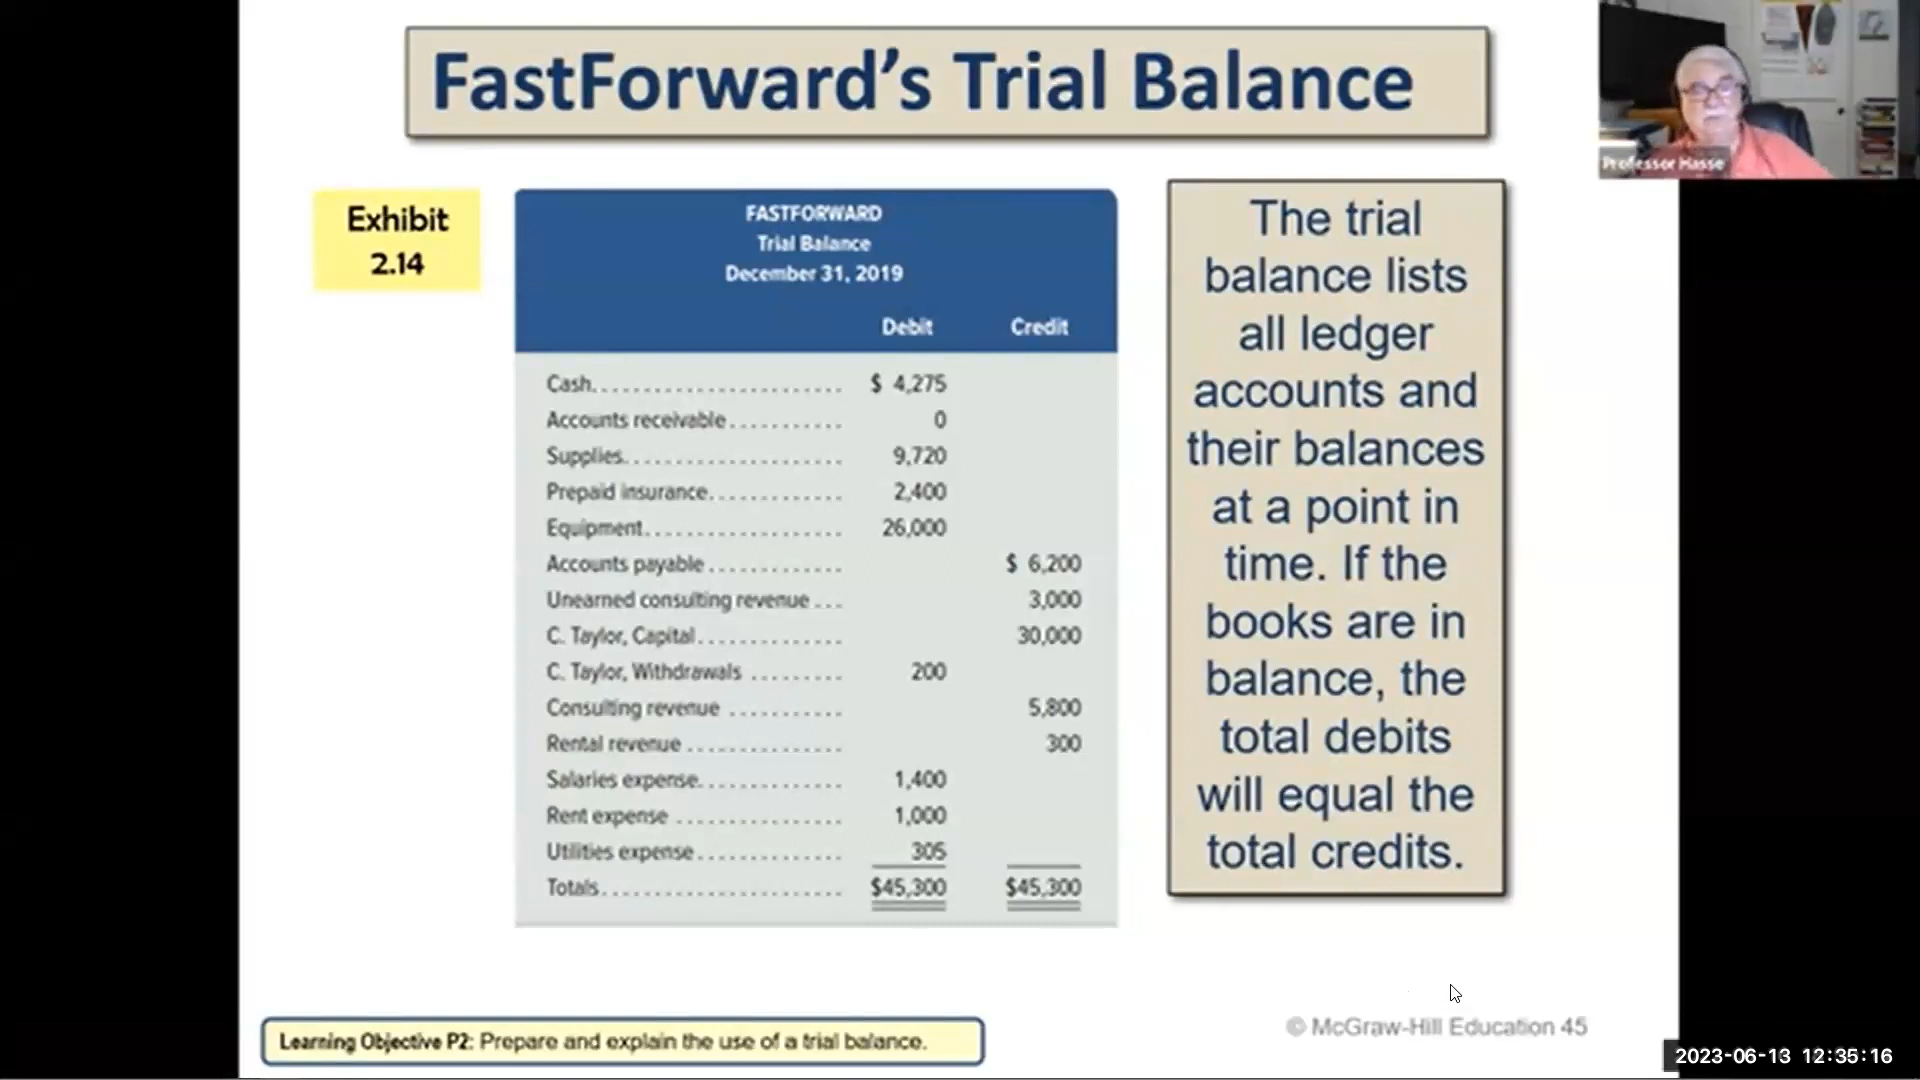 FastForward's Trial Balance
Professor Hasse
Exhibit
2.14
FASTFORWARD
Trial Balance
December 31, 2019
Debit Credit
Cash........................ $ 4,275
Accounts receivable........... 0
Supplies...................... 9,720
Prepaid insurance............. 2,400
Equipment.................... 26,000
Accounts payable............. $ 6,200
Unearned consulting revenue... 3,000
C. Taylor, Capital.............. 30,000
C. Taylor, Withdrawals ......... 200
Consulting revenue ........... 5,800
Rental revenue............... 300
Salaries expense.............. 1,400
Rent expense ................ 1,000
Utilities expense.............. 305
Totals....................... $45,300 $45,300
The trial
balance lists
all ledger
accounts and
their balances
at a point in
time. If the
books are in
balance, the
total debits
will equal the
total credits.
Learning Objective P2: Prepare and explain the use of a trial balance.
© McGraw-Hill Education 45
2023-06-13 12:35:16